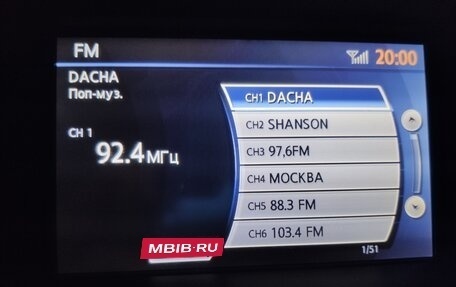 FM
20:00
DACHA
Поп-муз.
CH 1
92.4МГц
CH1 DACHA
CH2 SHANSON
CH3 97,6FM
CH4 МОСКВА
CH5 88.3 FM
CH6 103.4 FM
1/51
MBIB·RU